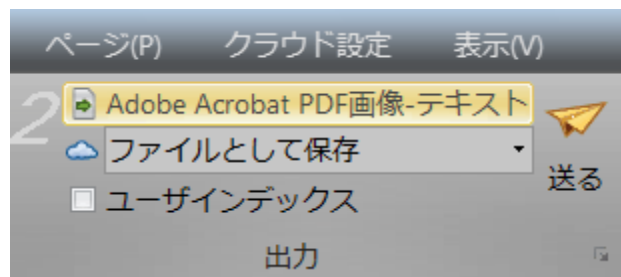 ページ(P) クラウド設定 表示(V)
2
Adobe Acrobat PDF画像-テキスト
ファイルとして保存
送る
ユーザインデックス
出力